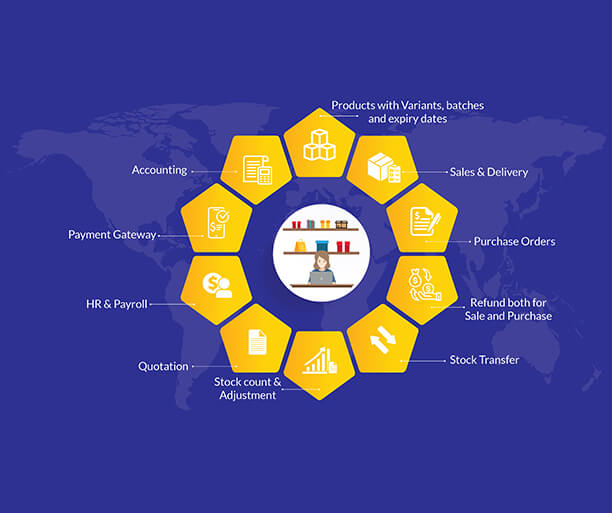 Products with Variants, batches
and expiry dates
Accounting
Sales & Delivery
Payment Gateway
Purchase Orders
HR & Payroll
Refund both for
Sale and Purchase
Quotation
Stock Transfer
Stock count &
Adjustment